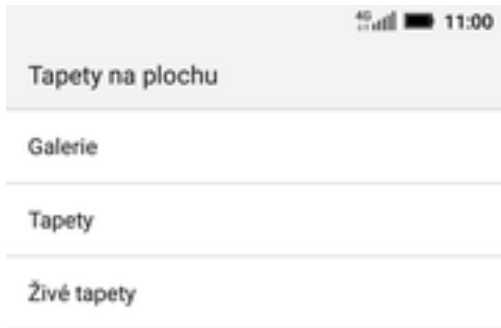 4G 11:00
Tapety na plochu
Galerie
Tapety
Živé tapety